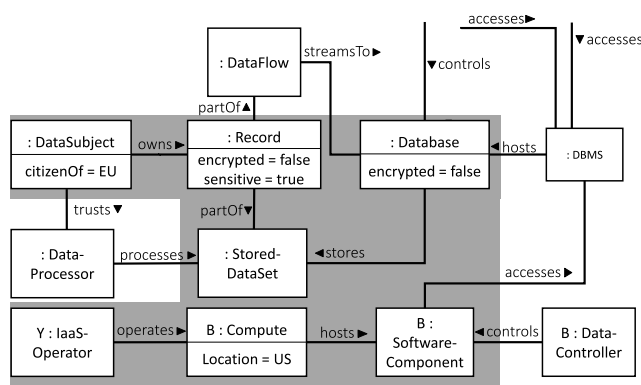 accesses ▶
: DataFlow
streamsTo ▶
▼ controls
▼ accesses
partOf ▲
: DataSubject
citizenOf = EU
owns ▶
: Record
encrypted = false
sensitive = true
: Database
encrypted = false
◀ hosts
: DBMS
trusts ▼
partOf ▼
: Data-
Processor
processes ▶
: Stored-
DataSet
◀ stores
accesses ▶
Y : IaaS-
Operator
operates ▶
B : Compute
Location = US
hosts ▶
B :
Software-
Component
◀ controls
B : Data-
Controller